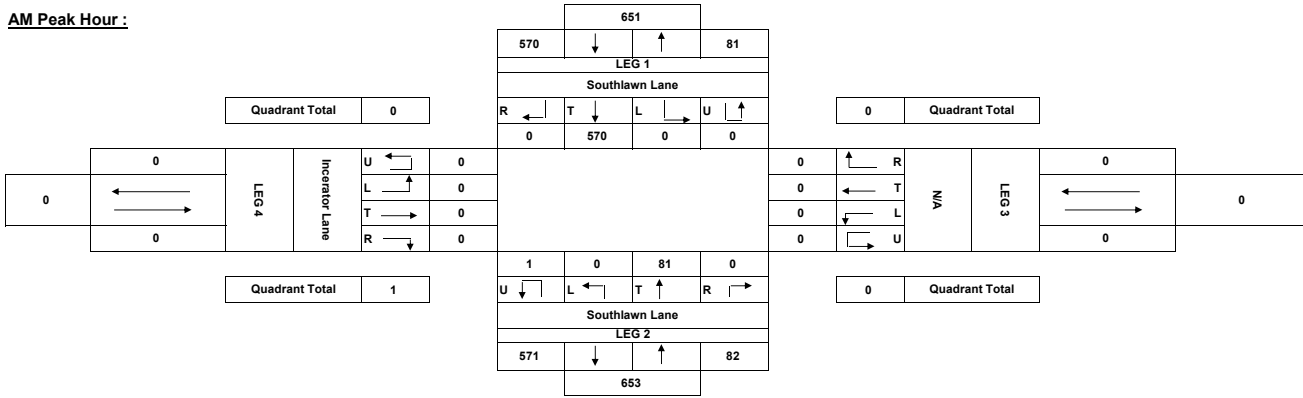 AM Peak Hour :
651
570 81
LEG 1
Southlawn Lane
Quadrant Total 0 R T L U 0 Quadrant Total
0 570 0 0
0 U 0 0 R 0
0 LEG 4 Incerator Lane L 0 0 T N/A LEG 3 0
T 0 0 L
0 R 0 0 U 0
1 0 81 0
Quadrant Total 1 U L T R 0 Quadrant Total
Southlawn Lane
LEG 2
571 82
653